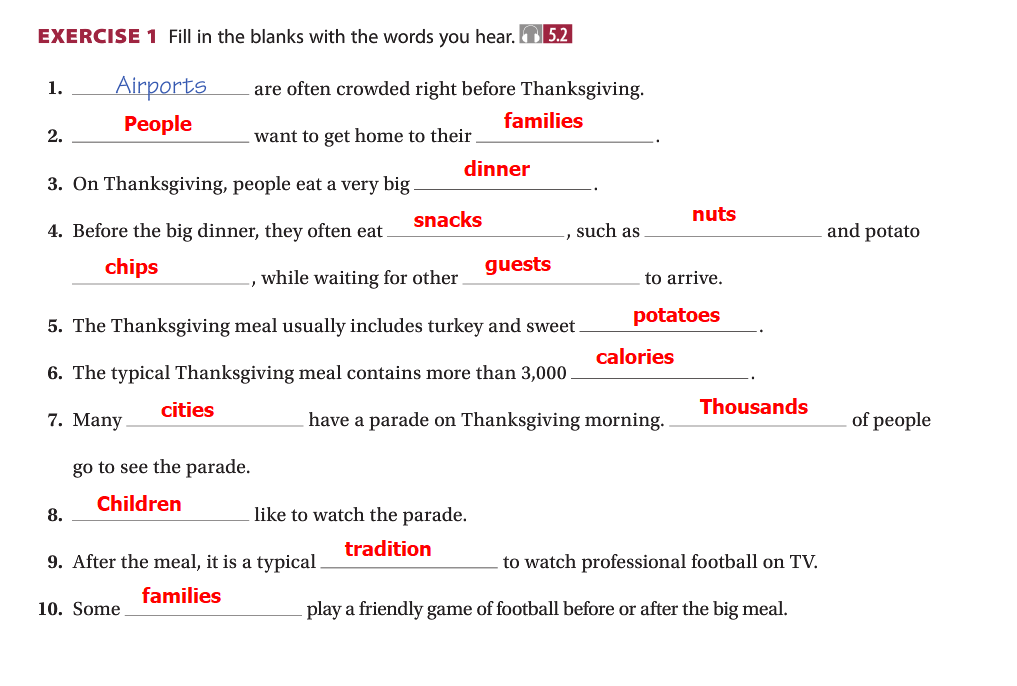 EXERCISE 1 Fill in the blanks with the words you hear. 5.2
1. Airports are often crowded right before Thanksgiving.
2. People want to get home to their families.
3. On Thanksgiving, people eat a very big dinner.
4. Before the big dinner, they often eat snacks, such as nuts and potato
chips, while waiting for other guests to arrive.
5. The Thanksgiving meal usually includes turkey and sweet potatoes.
6. The typical Thanksgiving meal contains more than 3,000 calories.
7. Many cities have a parade on Thanksgiving morning. Thousands of people
go to see the parade.
8. Children like to watch the parade.
9. After the meal, it is a typical tradition to watch professional football on TV.
10. Some families play a friendly game of football before or after the big meal.